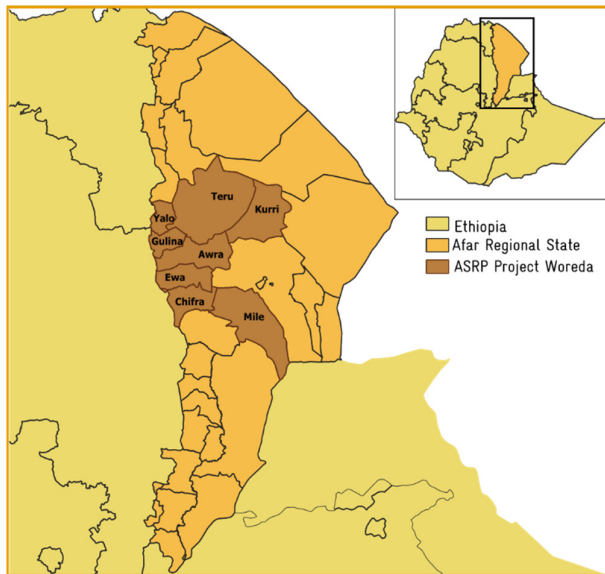 Teru
Kurri
Yalo
Gulina
Awra
Ewa
Chifra
Mile
Ethiopia
Afar Regional State
ASRP Project Woreda